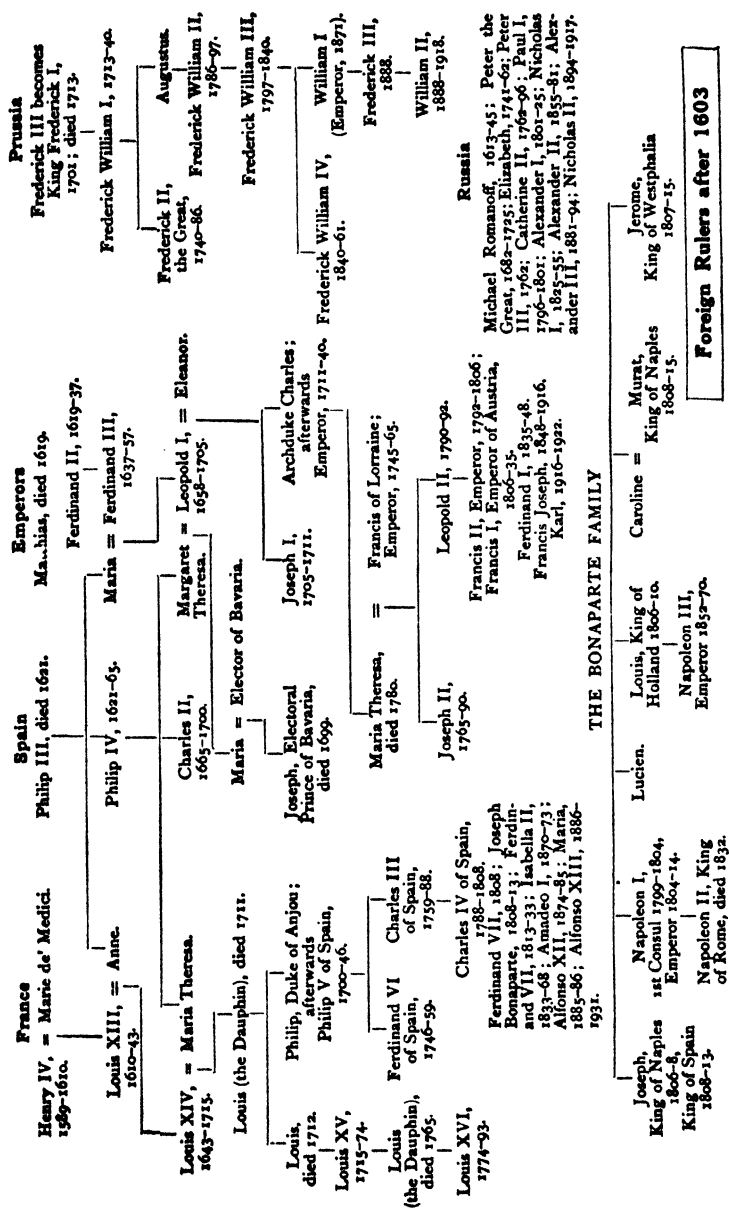 France
Henry IV, = Marie de' Medici.
1589–1610.
Louis XIII, = Anne.
1610–43.
Louis XIV, = Maria Theresa.
1643–1715.
Louis (the Dauphin), died 1711.
Louis,
died 1712.
Louis XV,
1715–74.
Louis
(the Dauphin),
died 1765.
Louis XVI,
1774–93.
Philip, Duke of Anjou;
afterwards
Philip V of Spain,
1700–46.
Ferdinand VI
of Spain,
1746–59.
Charles III
of Spain,
1759–88.
Charles IV of Spain,
1788–1808.
Ferdinand VII, 1808; Joseph
Bonaparte, 1808–13; Ferdin-
and VII, 1813–33; Isabella II,
1833–68; Amadeo I, 1870–73;
Alfonso XII, 1874–85; Maria,
1885–86; Alfonso XIII, 1886–
1931.
Spain
Philip III, died 1621.
Philip IV, 1621–65.
Maria = Ferdinand III,
1637–57.
Charles II,
1665–1700.
Margaret = Leopold I, = Eleanor.
Theresa. 1658–1705.
Maria = Elector of Bavaria.
Joseph, Electoral
Prince of Bavaria,
died 1699.
Emperors
Matthias, died 1619.
Ferdinand II, 1619–37.
Joseph I,
1705–1711.
Archduke Charles;
afterwards
Emperor, 1711–40.
Maria Theresa, = Francis of Lorraine;
died 1780. Emperor, 1745–65.
Joseph II,
1765–90.
Leopold II, 1790–92.
Francis II, Emperor, 1792–1806;
Francis I, Emperor of Austria,
1806–35.
Ferdinand I, 1835–48.
Francis Joseph, 1848–1916.
Karl, 1916–1922.
Prussia
Frederick III becomes
King Frederick I,
1701; died 1713.
Frederick William I, 1713–40.
Frederick II,
the Great,
1740–86.
Augustus.
Frederick William II,
1786–97.
Frederick William III,
1797–1840.
Frederick William IV,
1840–61.
William I
(Emperor, 1871).
Frederick III,
1888.
William II,
1888–1918.
Russia
Michael Romanoff, 1613–45; Peter the
Great, 1682–1725; Elizabeth, 1741–62; Peter
III, 1762; Catherine II, 1762–96; Paul I,
1796–1801; Alexander I, 1801–25; Nicholas
I, 1825–55; Alexander II, 1855–81; Alex-
ander III, 1881–94; Nicholas II, 1894–1917.
THE BONAPARTE FAMILY
Joseph,
King of Naples
1806–8,
King of Spain
1808–13.
Napoleon I,
1st Consul 1799–1804,
Emperor 1804–14.
Napoleon II, King
of Rome, died 1832.
Lucien.
Louis, King of
Holland 1806–10.
Napoleon III,
Emperor 1852–70.
Caroline = Murat,
King of Naples
1808–15.
Jerome,
King of Westphalia
1807–15.
Foreign Rulers after 1603